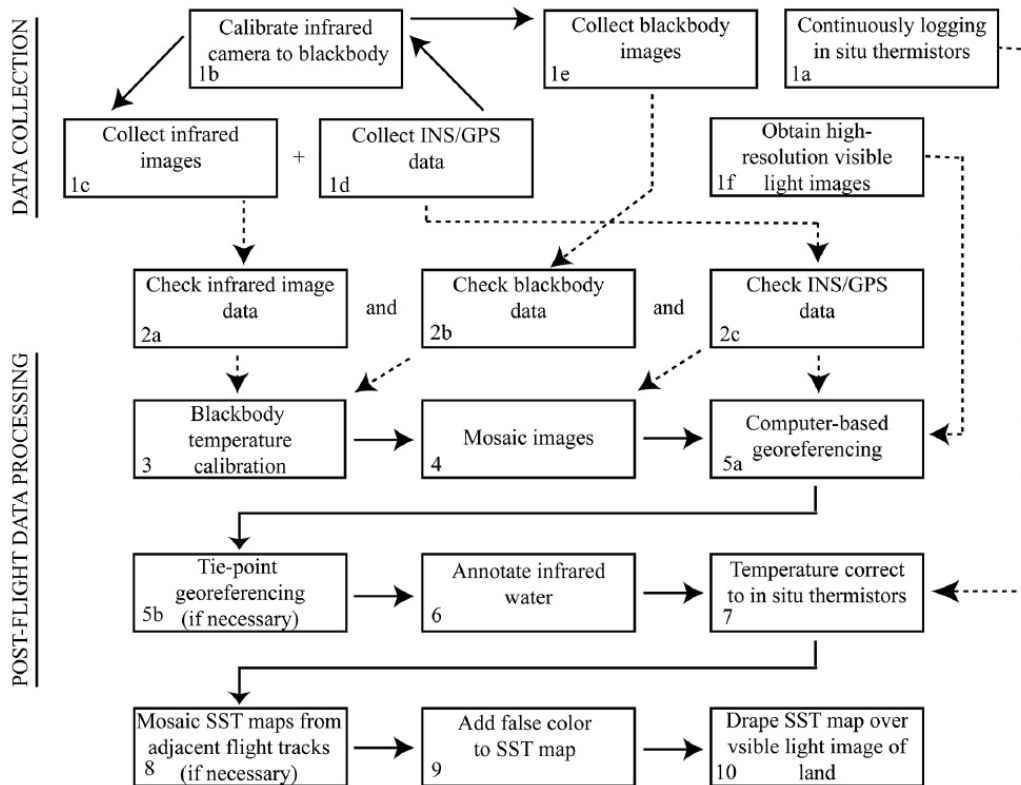 DATA COLLECTION
Calibrate infrared
camera to blackbody
1b
Collect blackbody
images
1e
Continuously logging
in situ thermistors
1a
Collect infrared
images
1c
+
Collect INS/GPS
data
1d
Obtain high-
resolution visible
light images
1f
Check infrared image
data
2a
and
Check blackbody
data
2b
and
Check INS/GPS
data
2c
POST-FLIGHT DATA PROCESSING
Blackbody
temperature
calibration
3
Mosaic images
4
Computer-based
georeferencing
5a
Tie-point
georeferencing
(if necessary)
5b
Annotate infrared
water
6
Temperature correct
to in situ thermistors
7
Mosaic SST maps from
adjacent flight tracks
(if necessary)
8
Add false color
to SST map
9
Drape SST map over
vsible light image of
land
10